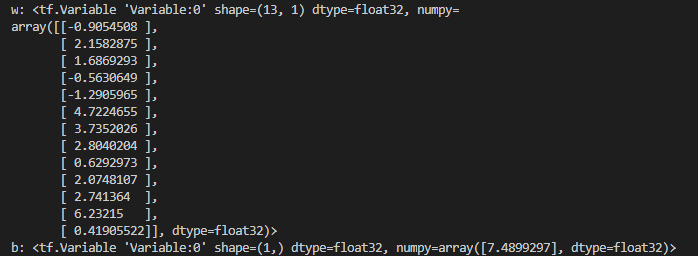 w: <tf.Variable 'Variable:0' shape=(13, 1) dtype=float32, numpy=
array([[-0.9054508 ],
       [ 2.1582875 ],
       [ 1.6869293 ],
       [-0.5630649 ],
       [-1.2905965 ],
       [ 4.7224655 ],
       [ 3.7352026 ],
       [ 2.8040204 ],
       [ 0.6292973 ],
       [ 2.0748107 ],
       [ 2.741364  ],
       [ 6.23215   ],
       [ 0.41905522]], dtype=float32)>
b: <tf.Variable 'Variable:0' shape=(1,) dtype=float32, numpy=array([7.4899297], dtype=float32)>